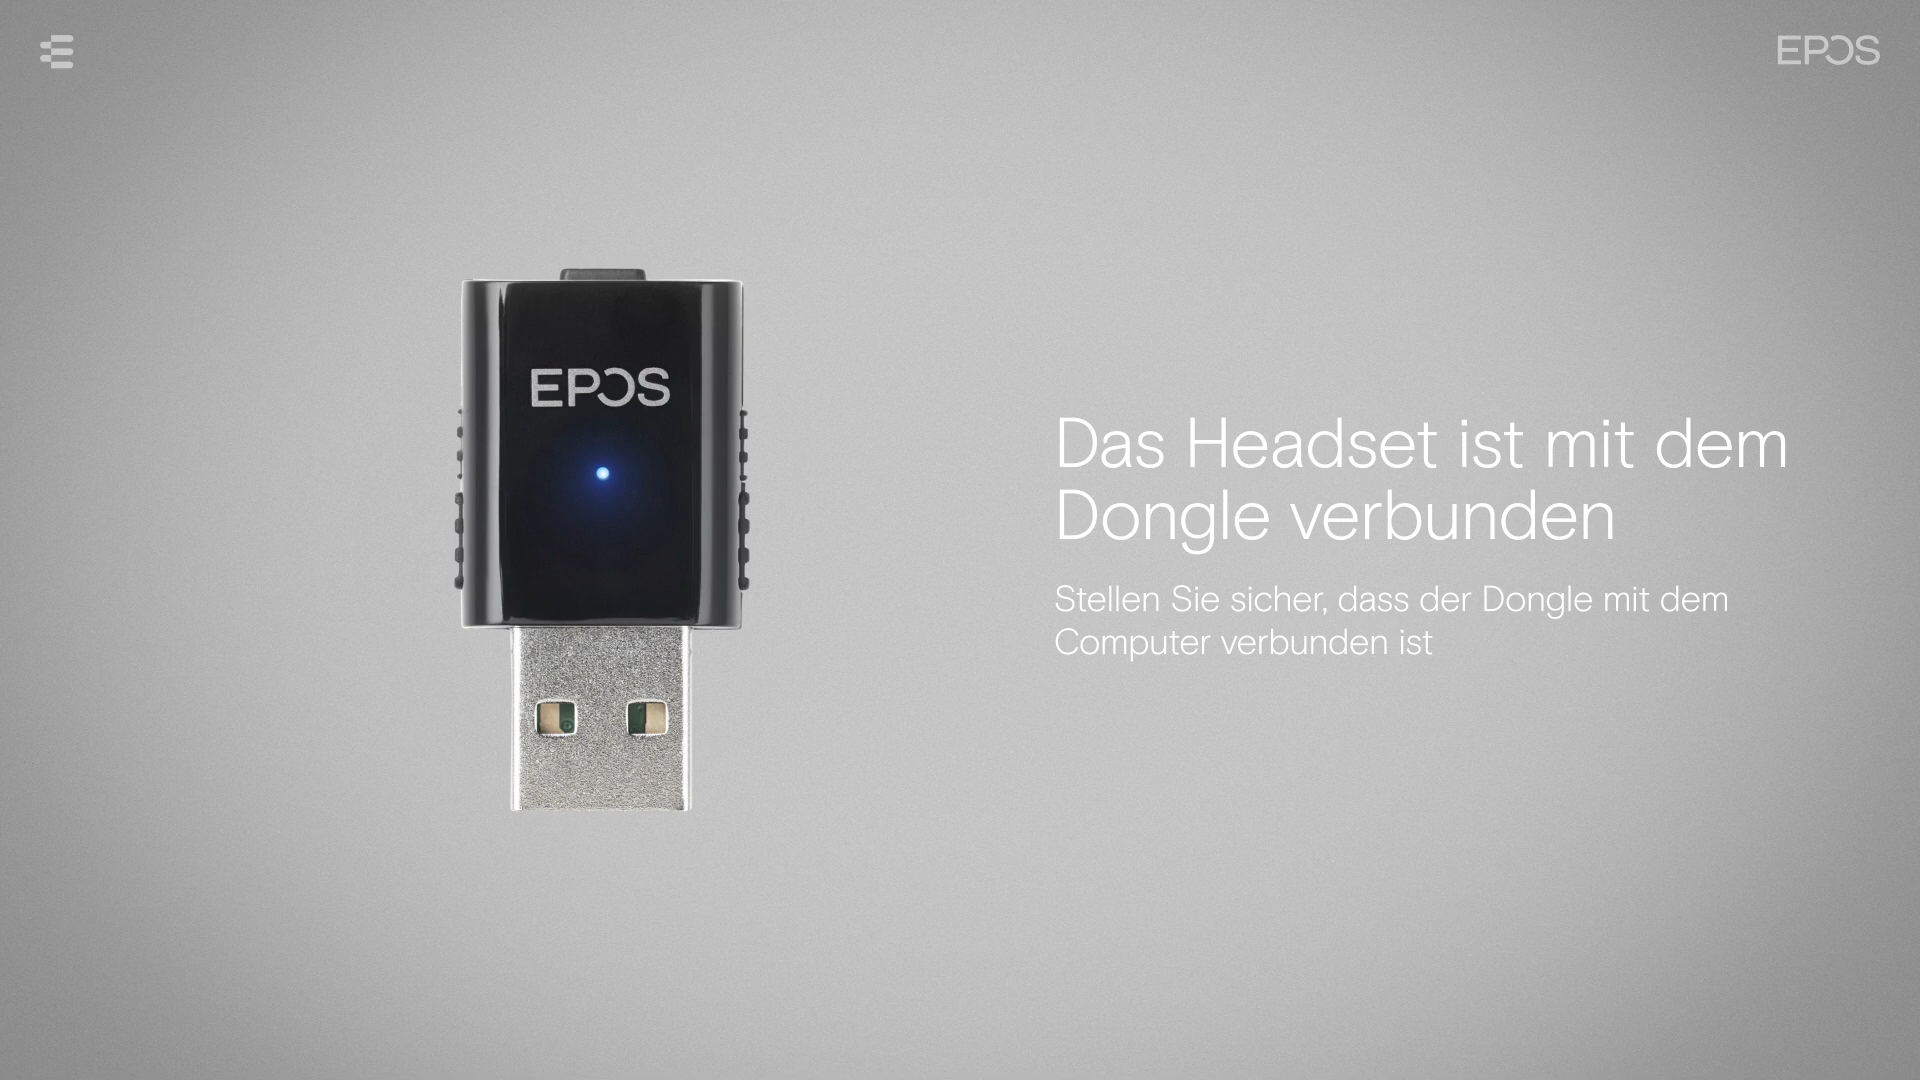 EPOS
EPOS
Das Headset ist mit dem
Dongle verbunden
Stellen Sie sicher, dass der Dongle mit dem
Computer verbunden ist